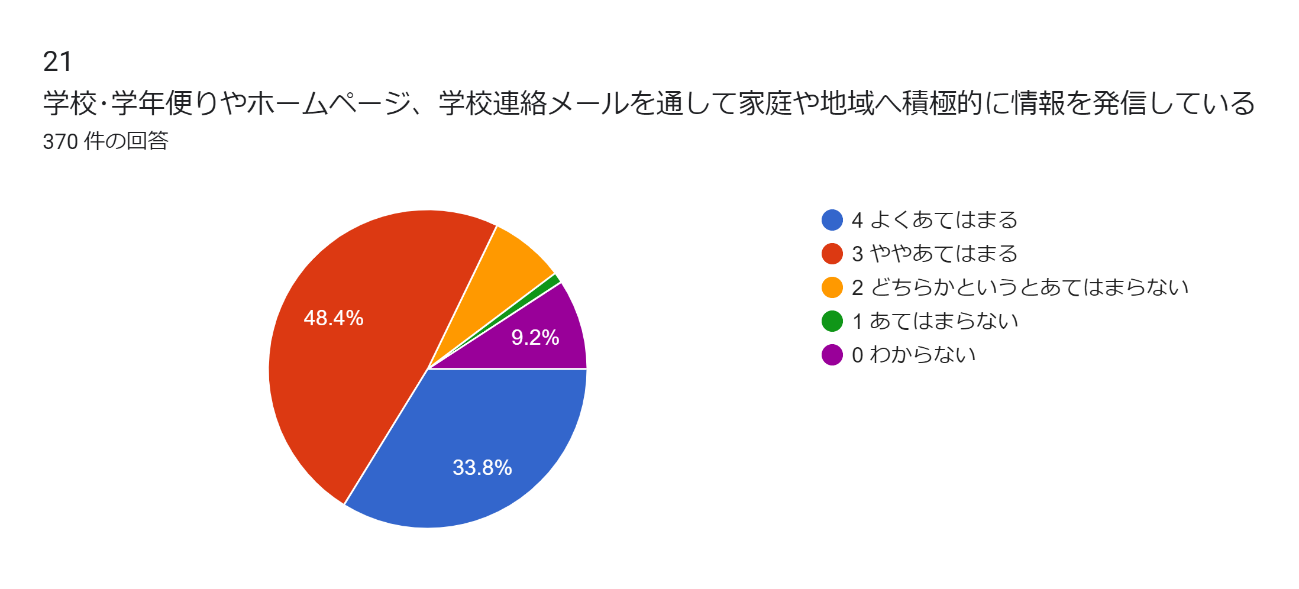 21
学校・学年便りやホームページ、学校連絡メールを通して家庭や地域へ積極的に情報を発信している
370 件の回答
48.4%
9.2%
33.8%
4 よくあてはまる
3 ややあてはまる
2 どちらかというとあてはまらない
1 あてはまらない
0 わからない